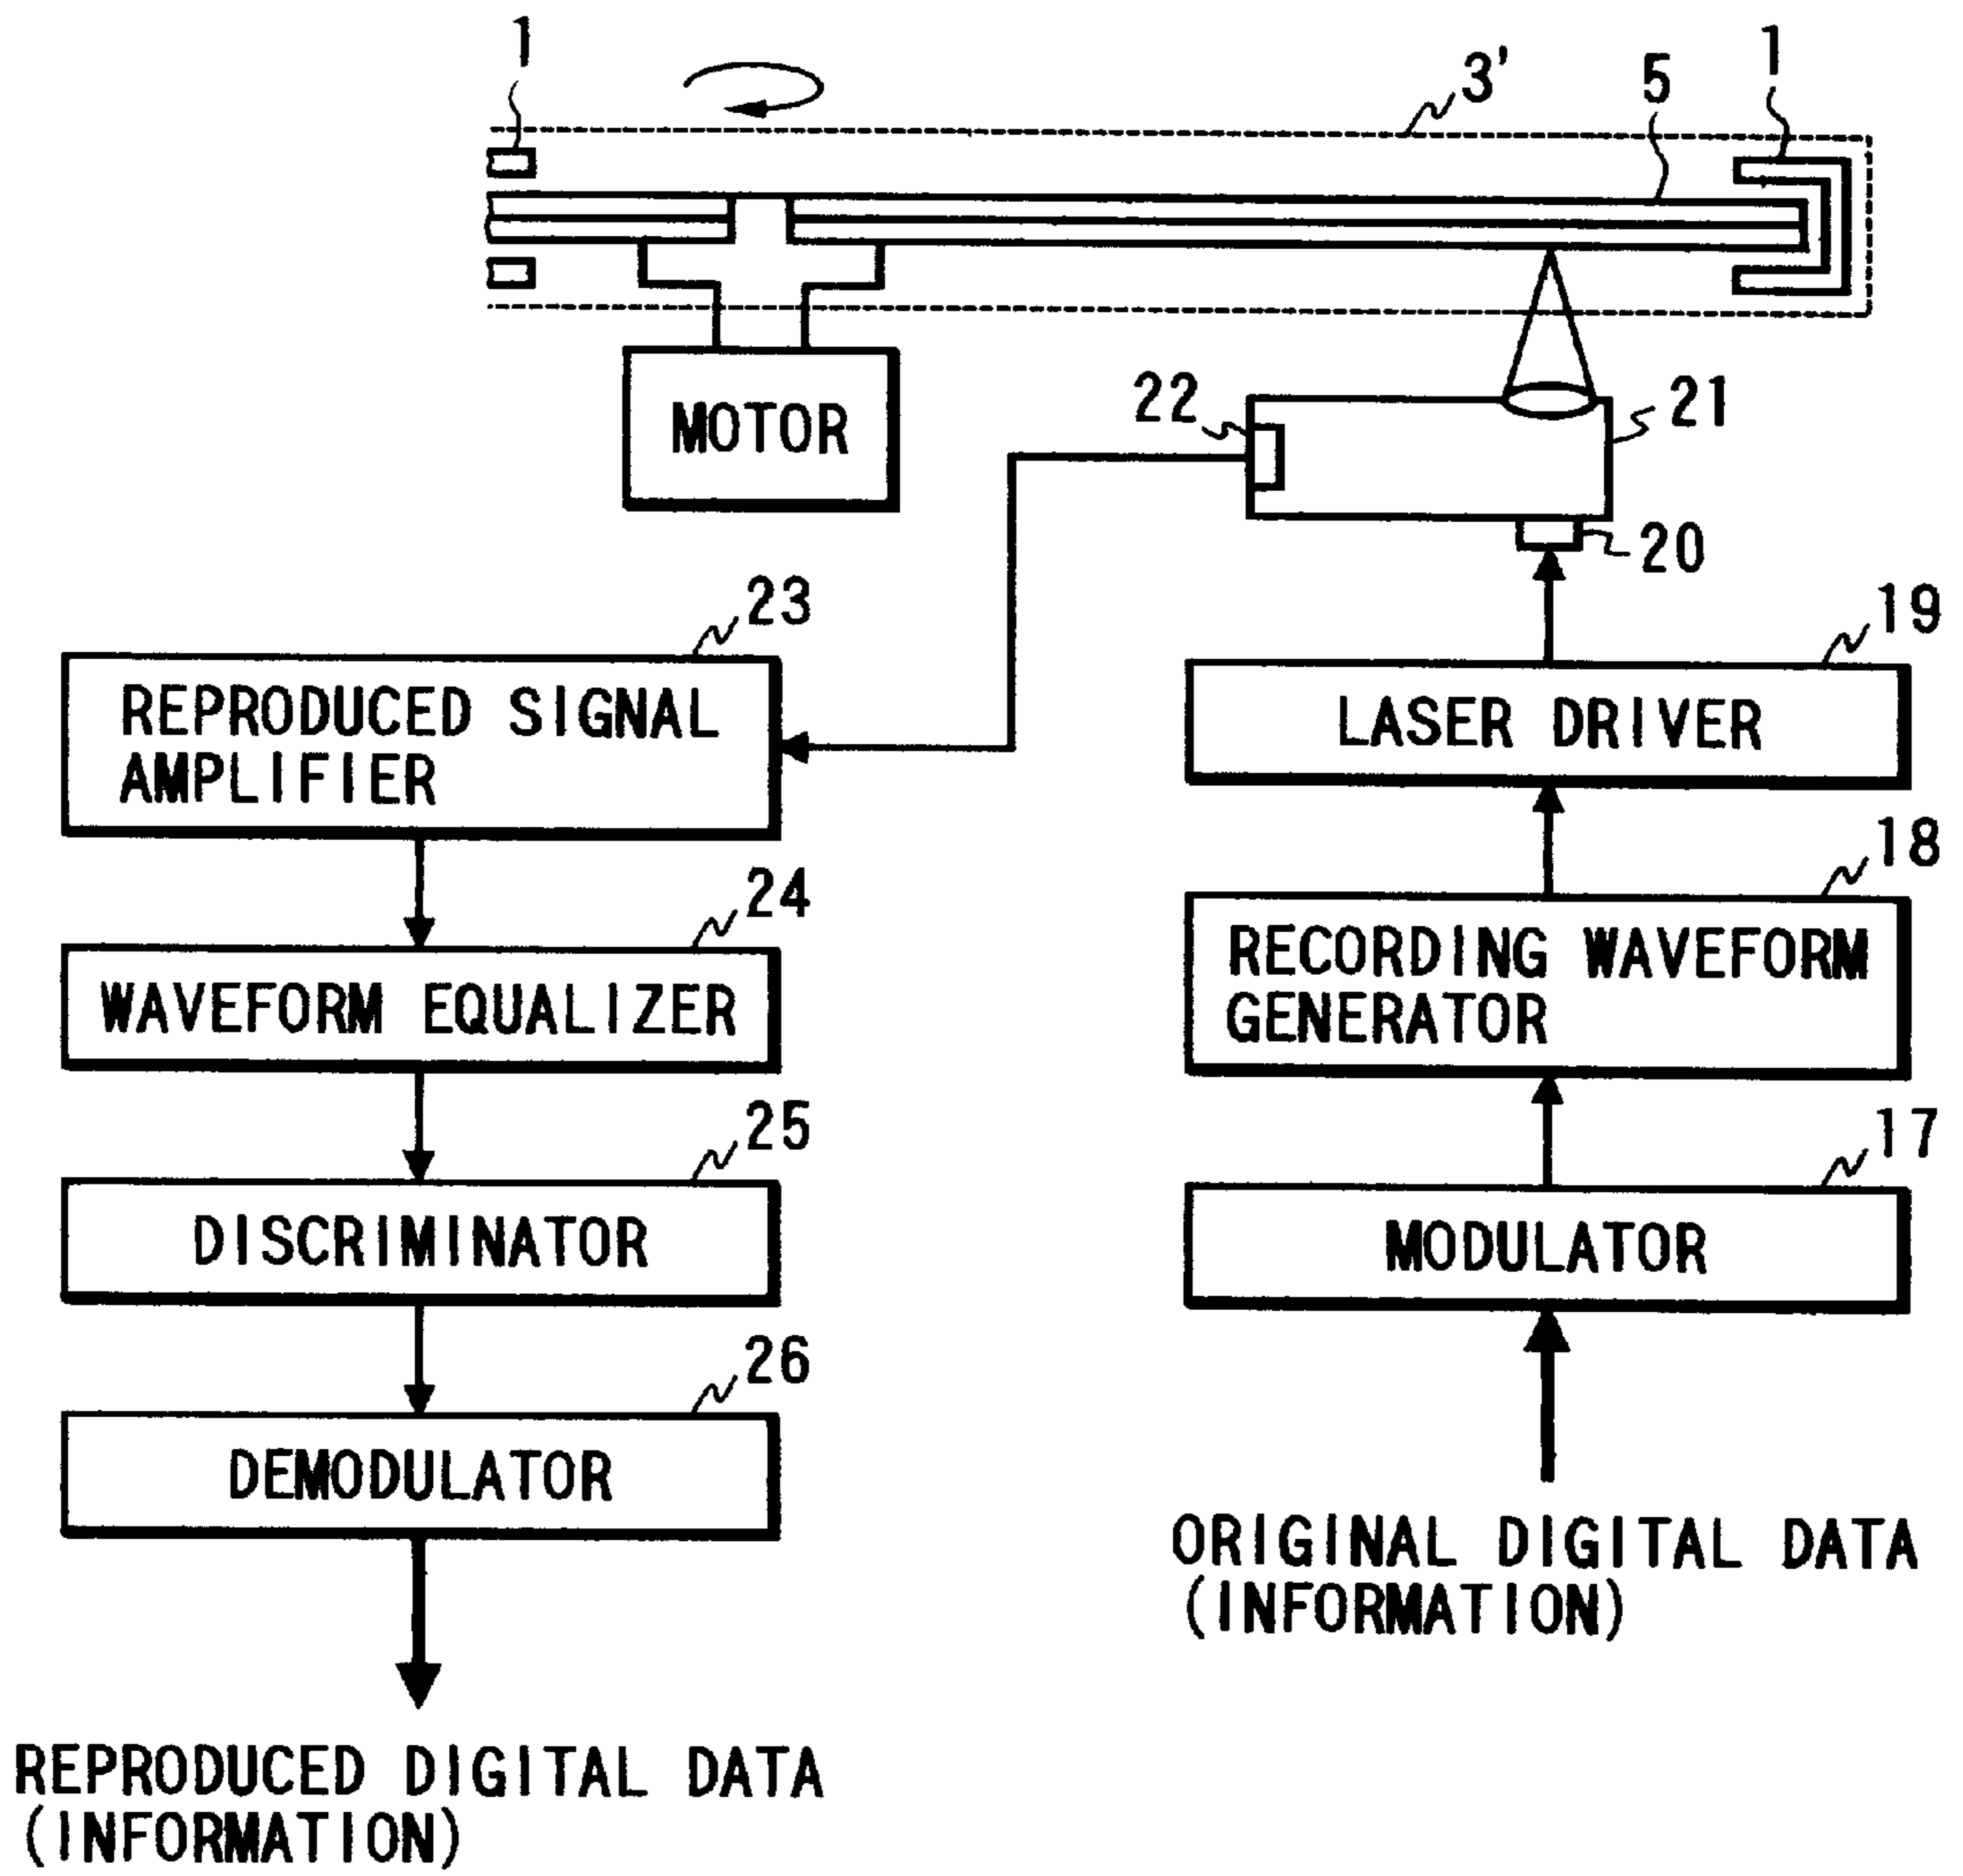 1
3'
5
1
MOTOR
22
21
20
23
19
REPRODUCED SIGNAL
AMPLIFIER
LASER DRIVER
24
18
WAVEFORM EQUALIZER
RECORDING WAVEFORM
GENERATOR
25
17
DISCRIMINATOR
MODULATOR
26
DEMODULATOR
ORIGINAL DIGITAL DATA
(INFORMATION)
REPRODUCED DIGITAL DATA
(INFORMATION)